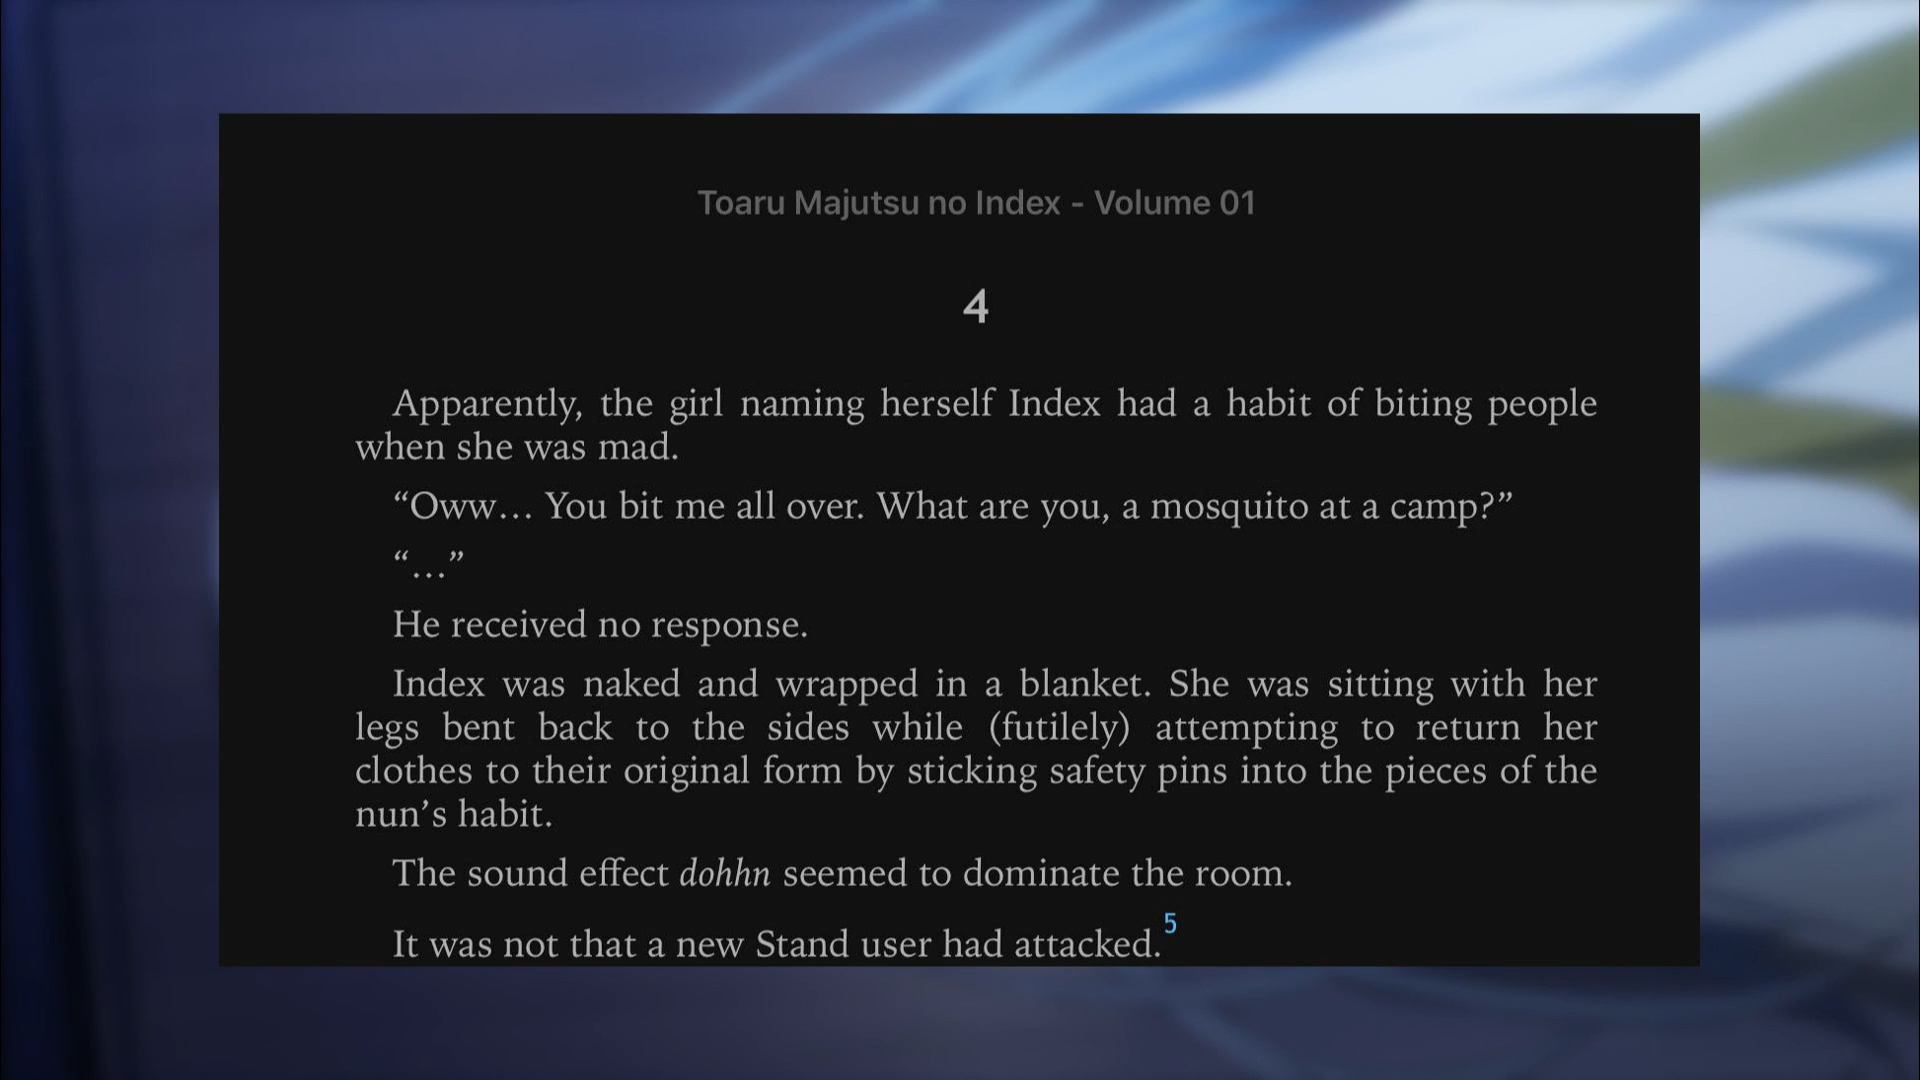 Toaru Majutsu no Index - Volume 01
4
Apparently, the girl naming herself Index had a habit of biting people
when she was mad.
“Oww… You bit me all over. What are you, a mosquito at a camp?”
“…”
He received no response.
Index was naked and wrapped in a blanket. She was sitting with her
legs bent back to the sides while (futilely) attempting to return her
clothes to their original form by sticking safety pins into the pieces of the
nun’s habit.
The sound effect dohhn seemed to dominate the room.
It was not that a new Stand user had attacked.5